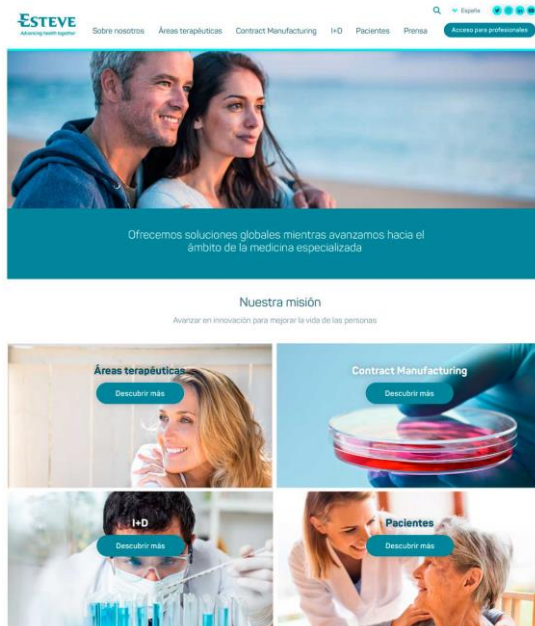 España
ESTEVE
Advancing health together
Sobre nosotros Áreas terapéuticas Contract Manufacturing I+D Pacientes Prensa Acceso para profesionales
Ofrecemos soluciones globales mientras avanzamos hacia el
ámbito de la medicina especializada
Nuestra misión
Avanzar en innovación para mejorar la vida de las personas
Áreas terapéuticas
Descubrir más
Contract Manufacturing
Descubrir más
I+D
Descubrir más
Pacientes
Descubrir más